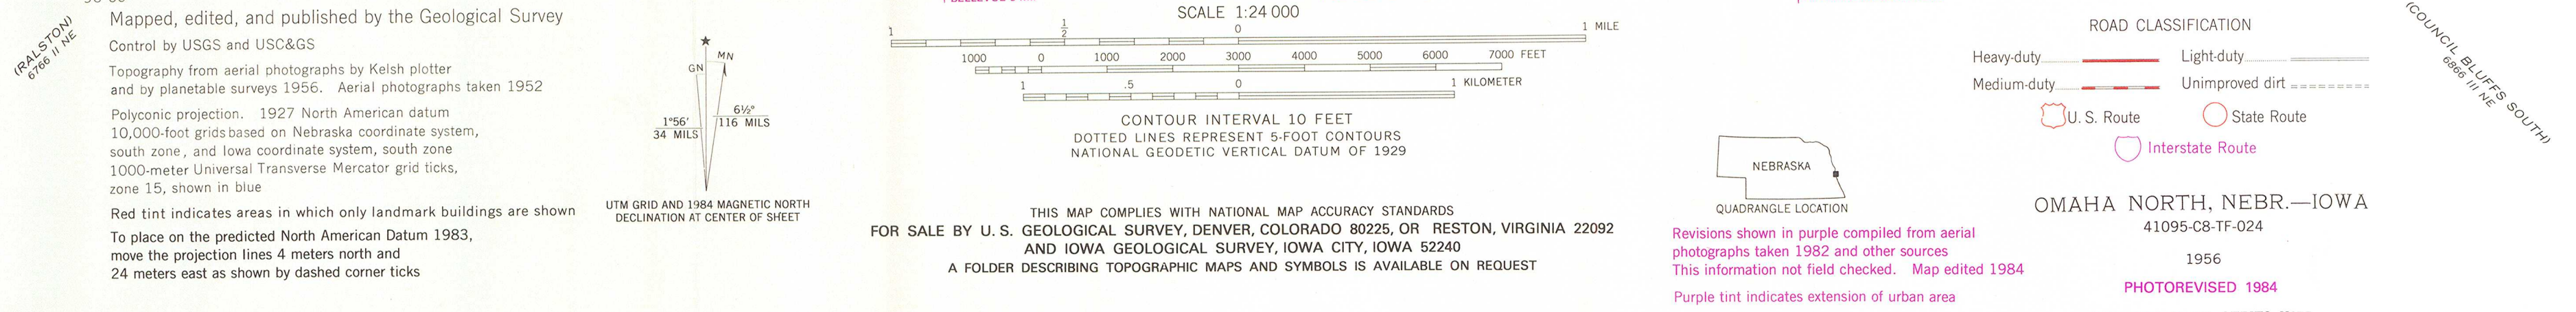 (RALSTON)
6766 II NE
Mapped, edited, and published by the Geological Survey
Control by USGS and USC&GS
Topography from aerial photographs by Kelsh plotter
and by planetable surveys 1956. Aerial photographs taken 1952
Polyconic projection. 1927 North American datum
10,000-foot grids based on Nebraska coordinate system,
south zone, and Iowa coordinate system, south zone
1000-meter Universal Transverse Mercator grid ticks,
zone 15, shown in blue
Red tint indicates areas in which only landmark buildings are shown
To place on the predicted North American Datum 1983,
move the projection lines 4 meters north and
24 meters east as shown by dashed corner ticks
★
MN
GN
1°56′
34 MILS
6½°
116 MILS
UTM GRID AND 1984 MAGNETIC NORTH
DECLINATION AT CENTER OF SHEET
SCALE 1:24 000
1 ½ 0 1 MILE
1000 0 1000 2000 3000 4000 5000 6000 7000 FEET
1 .5 0 1 KILOMETER
CONTOUR INTERVAL 10 FEET
DOTTED LINES REPRESENT 5-FOOT CONTOURS
NATIONAL GEODETIC VERTICAL DATUM OF 1929
THIS MAP COMPLIES WITH NATIONAL MAP ACCURACY STANDARDS
FOR SALE BY U. S. GEOLOGICAL SURVEY, DENVER, COLORADO 80225, OR RESTON, VIRGINIA 22092
AND IOWA GEOLOGICAL SURVEY, IOWA CITY, IOWA 52240
A FOLDER DESCRIBING TOPOGRAPHIC MAPS AND SYMBOLS IS AVAILABLE ON REQUEST
NEBRASKA
QUADRANGLE LOCATION
Revisions shown in purple compiled from aerial
photographs taken 1982 and other sources
This information not field checked. Map edited 1984
Purple tint indicates extension of urban area
ROAD CLASSIFICATION
Heavy-duty Light-duty
Medium-duty Unimproved dirt
U. S. Route State Route
Interstate Route
OMAHA NORTH, NEBR.—IOWA
41095-C8-TF-024
1956
PHOTOREVISED 1984
(COUNCIL BLUFFS SOUTH)
6866 III NE